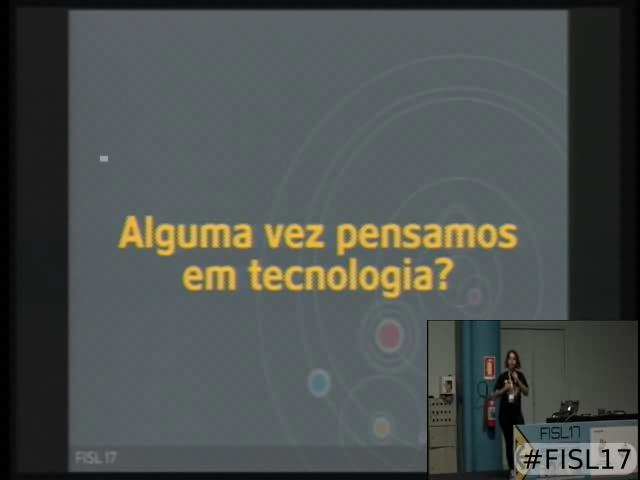 Alguma vez pensamos
em tecnologia?
FISL 17
FISL17
#FISL17